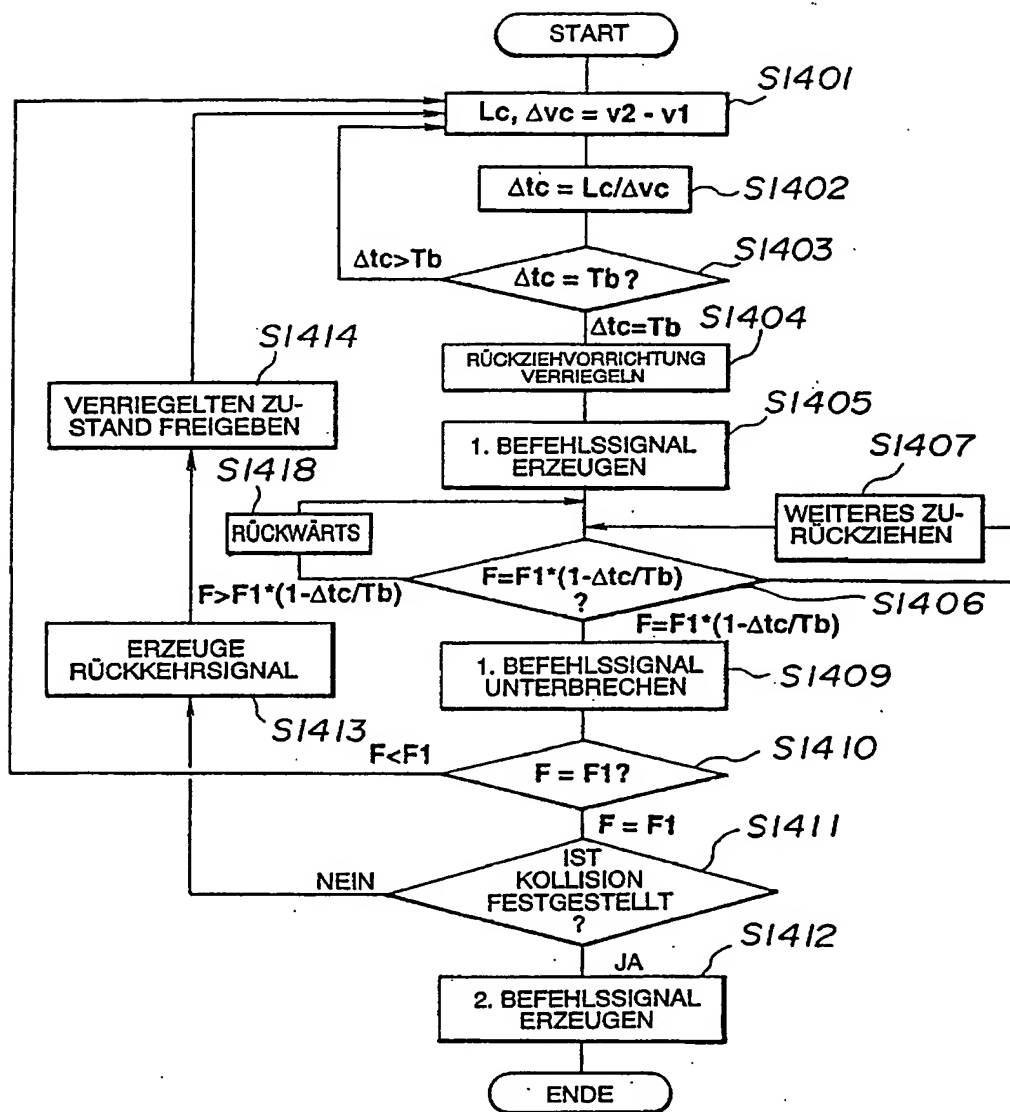 START
S1401
Lc, Δvc = v2 - v1
Δtc = Lc/Δvc
S1402
S1403
Δtc>Tb
Δtc = Tb?
Δtc=Tb
S1404
RÜCKZIEHVORRICHTUNG
VERRIEGELN
S1414
VERRIEGELTEN ZU-
STAND FREIGEBEN
S1405
1. BEFEHLSSIGNAL
ERZEUGEN
S1407
WEITERES ZU-
RÜCKZIEHEN
S1418
RÜCKWÄRTS
F=F1*(1-Δtc/Tb)
?
F>F1*(1-Δtc/Tb)
S1406
F=F1*(1-Δtc/Tb)
ERZEUGE
RÜCKKEHRSIGNAL
1. BEFEHLSSIGNAL
UNTERBRECHEN
S1409
S1413
F<F1
S1410
F = F1?
F = F1
S1411
IST
KOLLISION
FESTGESTELLT
?
NEIN
S1412
JA
2. BEFEHLSSIGNAL
ERZEUGEN
ENDE